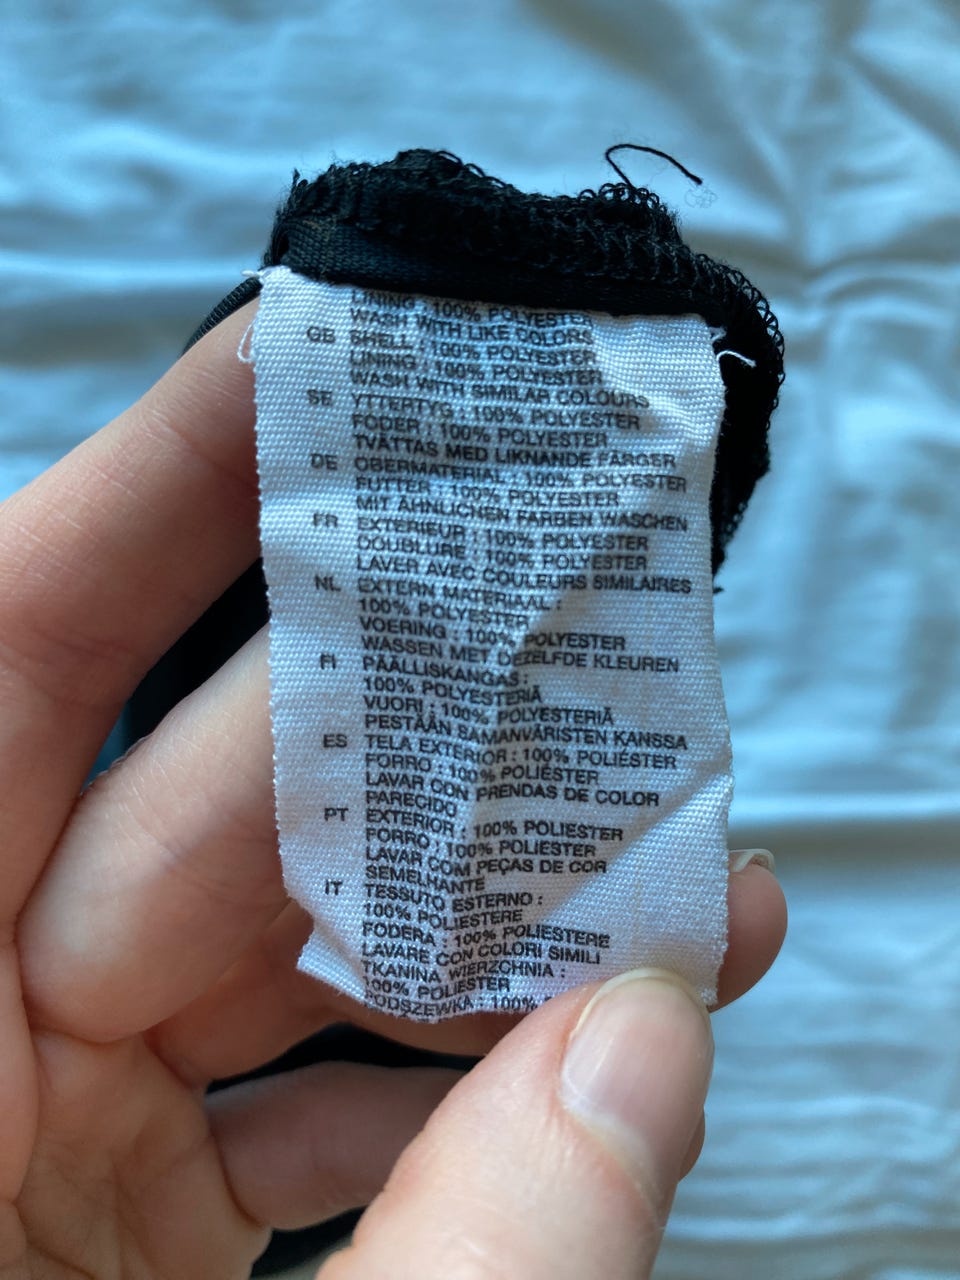 LINING : 100% POLYESTER
WASH WITH LIKE COLORS
GB SHELL : 100% POLYESTER
LINING : 100% POLYESTER
WASH WITH SIMILAR COLOURS
SE YTTERTYG : 100% POLYESTER
FODER : 100% POLYESTER
TVÄTTAS MED LIKNANDE FÄRGER
DE OBERMATERIAL : 100% POLYESTER
FUTTER : 100% POLYESTER
MIT ÄHNLICHEN FARBEN WASCHEN
FR EXTERIEUR : 100% POLYESTER
DOUBLURE : 100% POLYESTER
LAVER AVEC COULEURS SIMILAIRES
NL EXTERN MATERIAAL :
100% POLYESTER
VOERING : 100% POLYESTER
WASSEN MET DEZELFDE KLEUREN
FI PÄÄLLISKANGAS :
100% POLYESTERIÄ
VUORI : 100% POLYESTERIÄ
PESTÄÄN SAMANVÄRISTEN KANSSA
ES TELA EXTERIOR : 100% POLIÉSTER
FORRO : 100% POLIÉSTER
LAVAR CON PRENDAS DE COLOR
PARECIDO
PT EXTERIOR : 100% POLIESTER
FORRO : 100% POLIESTER
LAVAR COM PEÇAS DE COR
SEMELHANTE
IT TESSUTO ESTERNO :
100% POLIESTERE
FODERA : 100% POLIESTERE
LAVARE CON COLORI SIMILI
TKANINA WIERZCHNIA :
100% POLIESTER
PODSZEWKA : 100%